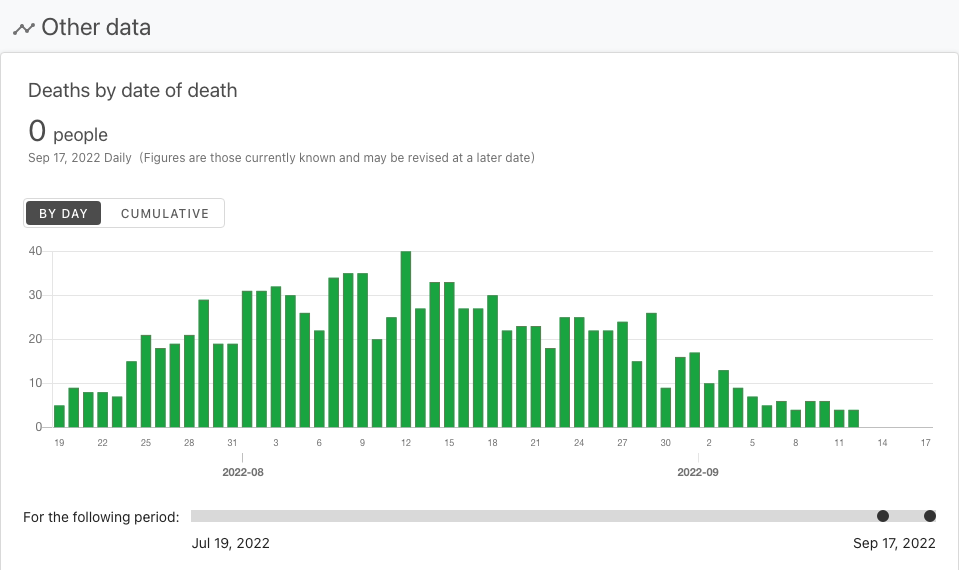 Other data
Deaths by date of death
0 people
Sep 17, 2022 Daily (Figures are those currently known and may be revised at a later date)
BY DAY CUMULATIVE
40
30
20
10
0
19 22 25 28 31 3 6 9 12 15 18 21 24 27 30 2 5 8 11 14 17
2022-08 2022-09
For the following period:
Jul 19, 2022 Sep 17, 2022